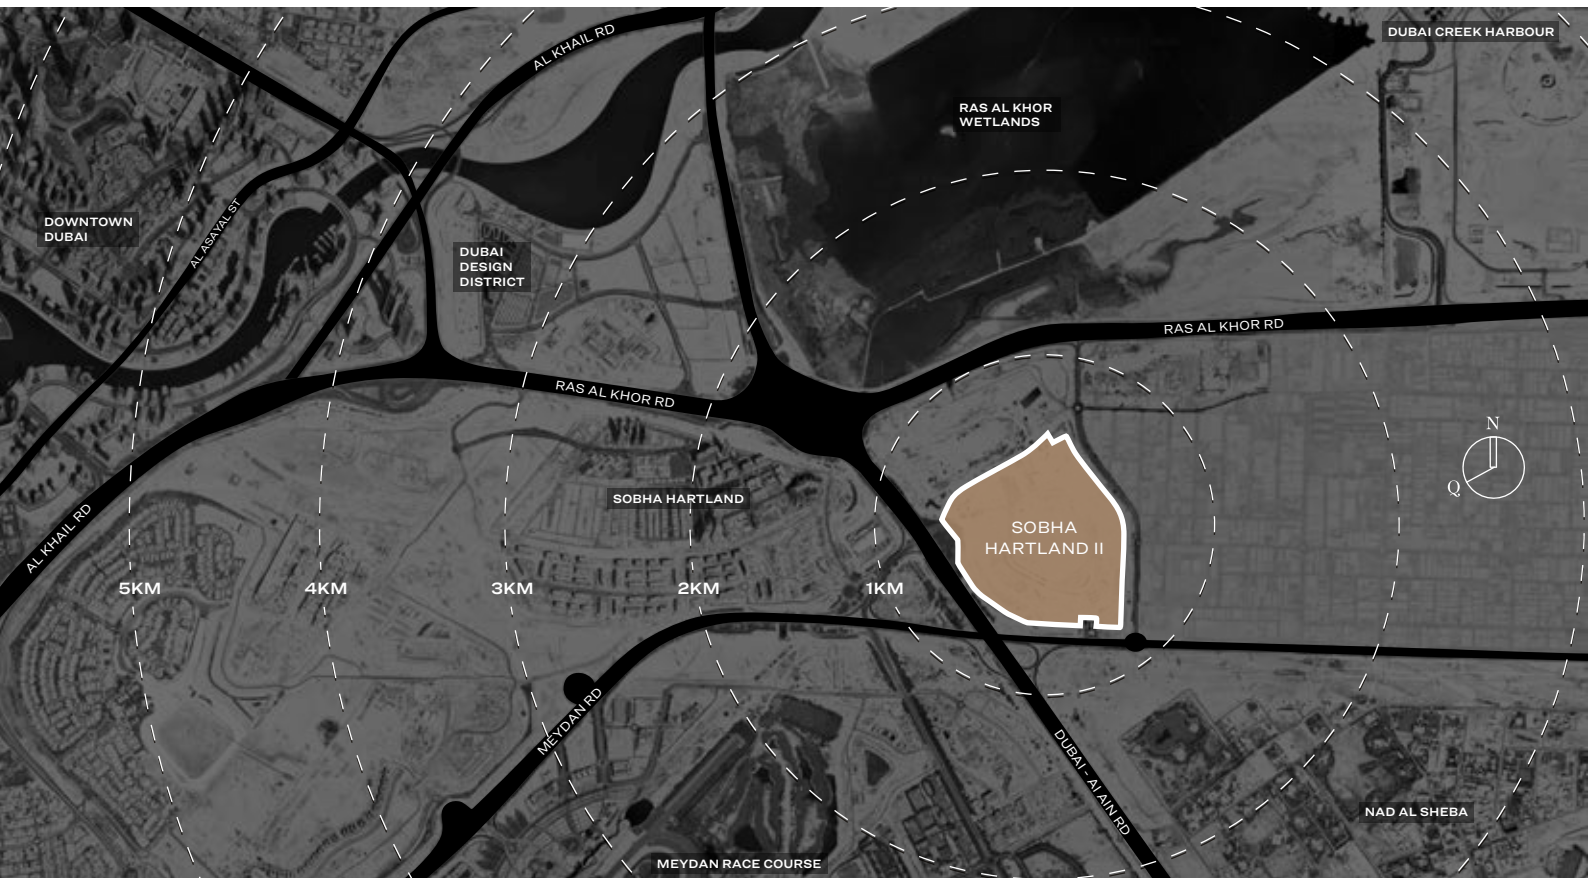 DUBAI CREEK HARBOUR
AL KHAIL RD
RAS AL KHOR
WETLANDS
DOWNTOWN
DUBAI
AL ASAYAL ST
DUBAI
DESIGN
DISTRICT
RAS AL KHOR RD
RAS AL KHOR RD
N
Q
SOBHA HARTLAND
SOBHA
HARTLAND II
AL KHAIL RD
5KM
4KM
3KM
2KM
1KM
MEYDAN RD
DUBAI - Al AIN RD
NAD AL SHEBA
MEYDAN RACE COURSE